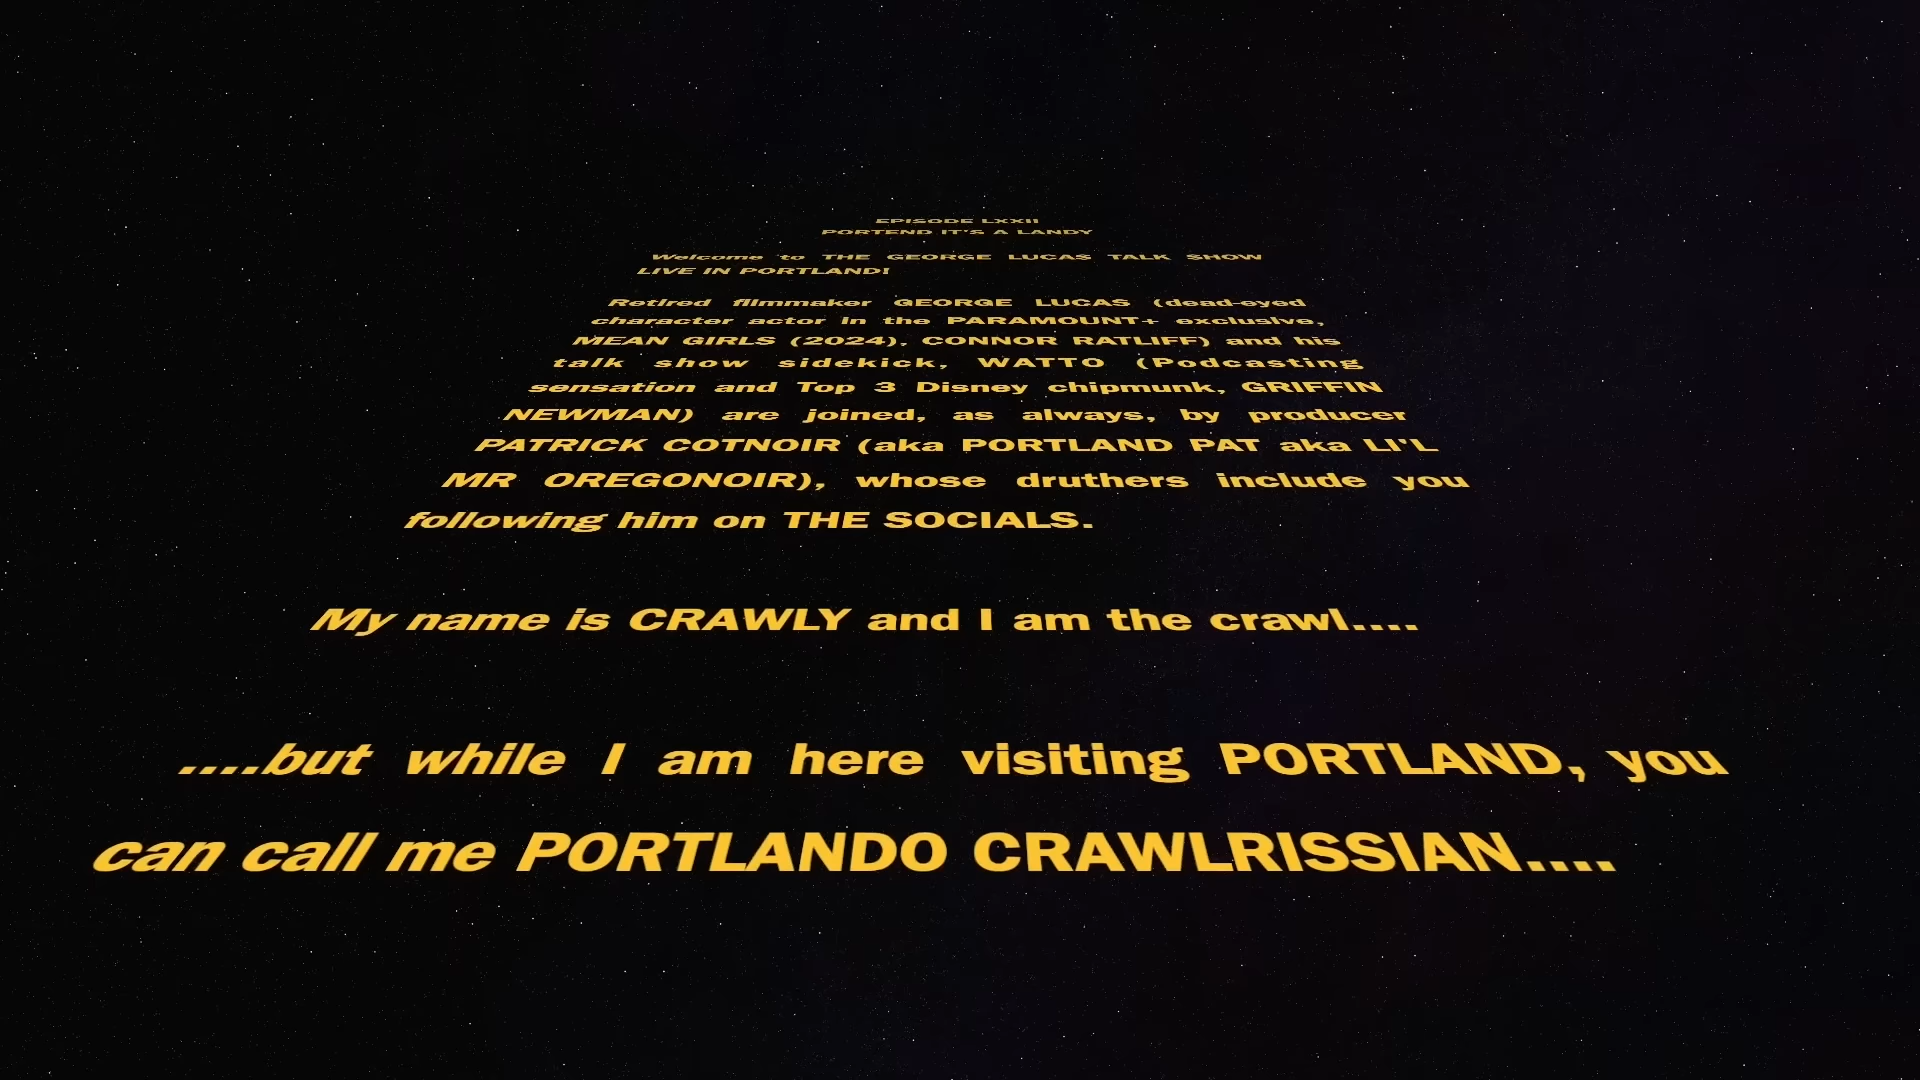 EPISODE LXXII
PORTEND IT'S A LANDY
Welcome to THE GEORGE LUCAS TALK SHOW
LIVE IN PORTLAND!
Retired filmmaker GEORGE LUCAS (dead-eyed
character actor in the PARAMOUNT+ exclusive,
MEAN GIRLS (2024), CONNOR RATLIFF) and his
talk show sidekick, WATTO (Podcasting
sensation and Top 3 Disney chipmunk, GRIFFIN
NEWMAN) are joined, as always, by producer
PATRICK COTNOIR (aka PORTLAND PAT aka LI'L
MR OREGONOIR), whose druthers include you
following him on THE SOCIALS.
My name is CRAWLY and I am the crawl....
....but while I am here visiting PORTLAND, you
can call me PORTLANDO CRAWLRISSIAN....